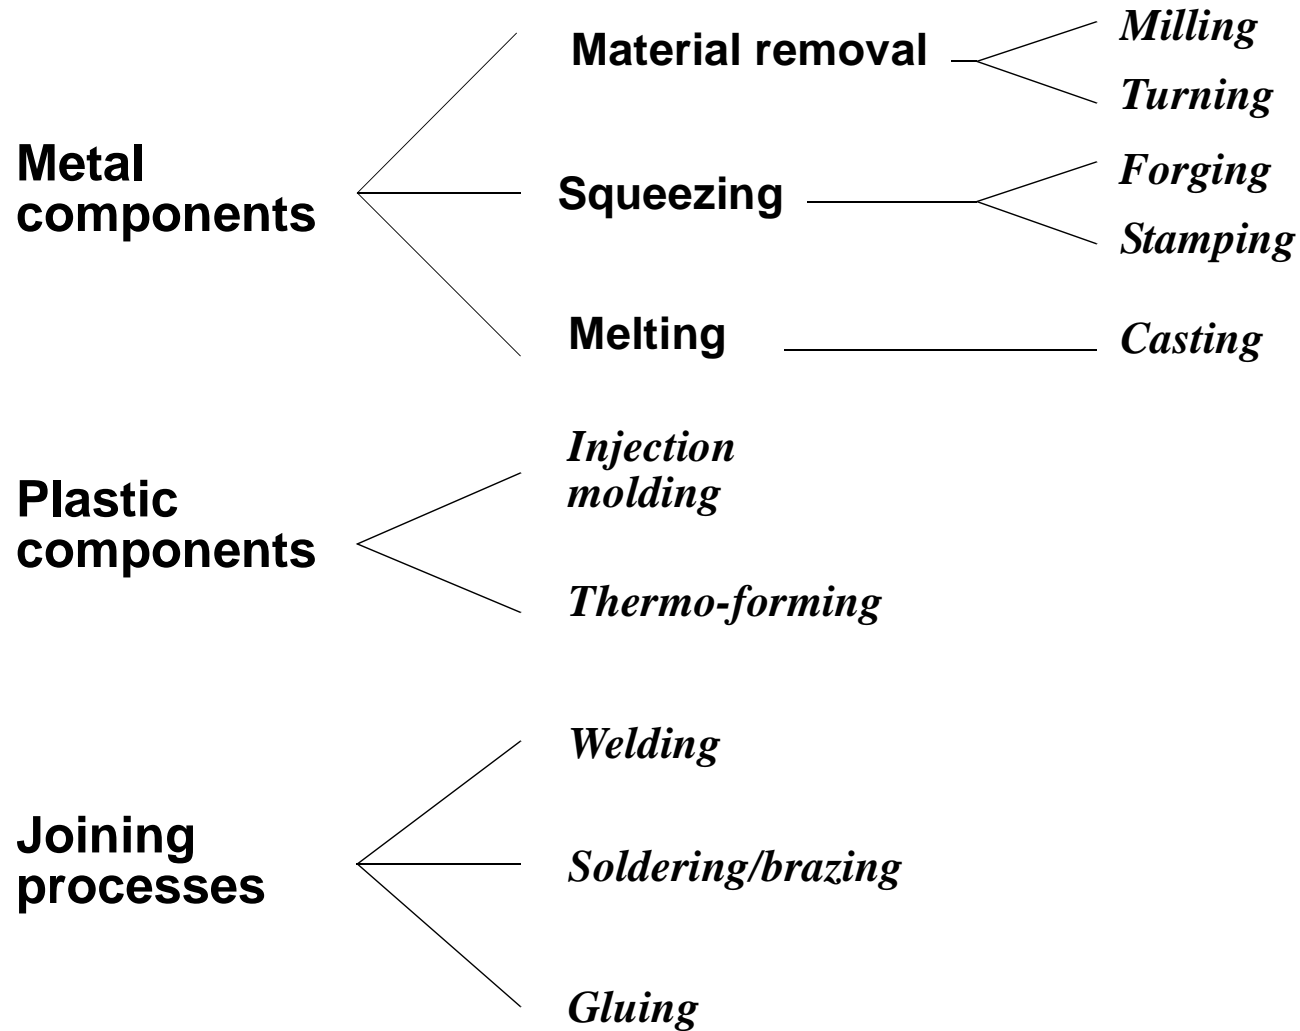 Metal
components
Material removal
Milling
Turning
Squeezing
Forging
Stamping
Melting
Casting
Plastic
components
Injection
molding
Thermo-forming
Joining
processes
Welding
Soldering/brazing
Gluing